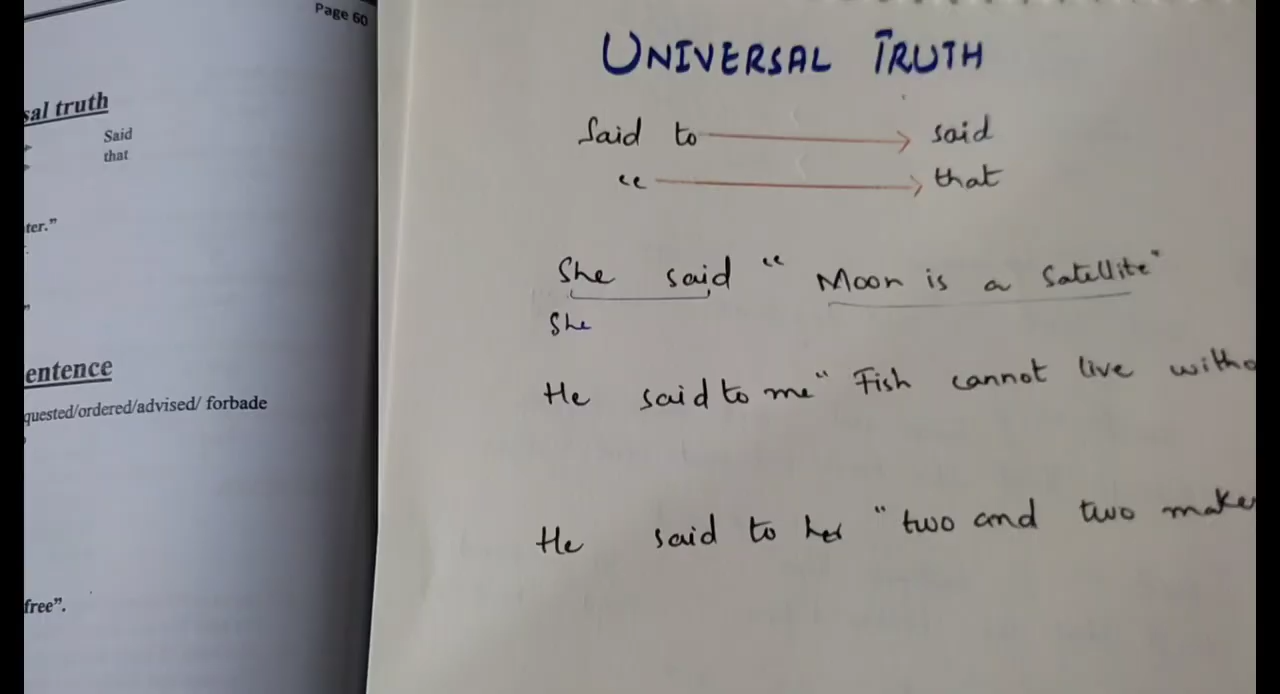 Page 60
sal truth
Said
that
ter.”
entence
quested/ordered/advised/ forbade
free”.
UNIVERSAL TRUTH
Said to said
“ that
She said “ Moon is a Satellite”
She
He said to me “ Fish cannot live witho
He said to her “two and two make